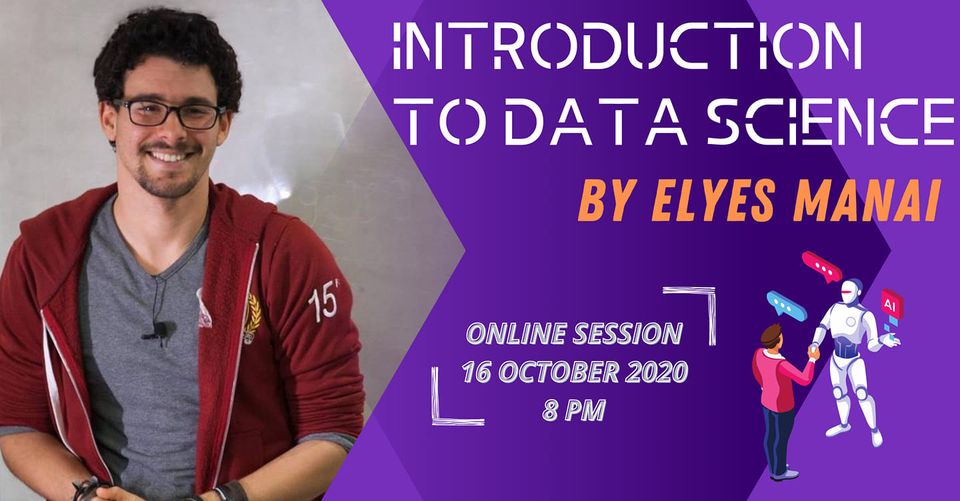 INTRODUCTION
TO DATA SCIENCE
BY ELYES MANAI
AI
ONLINE SESSION
16 OCTOBER 2020
8 PM
15